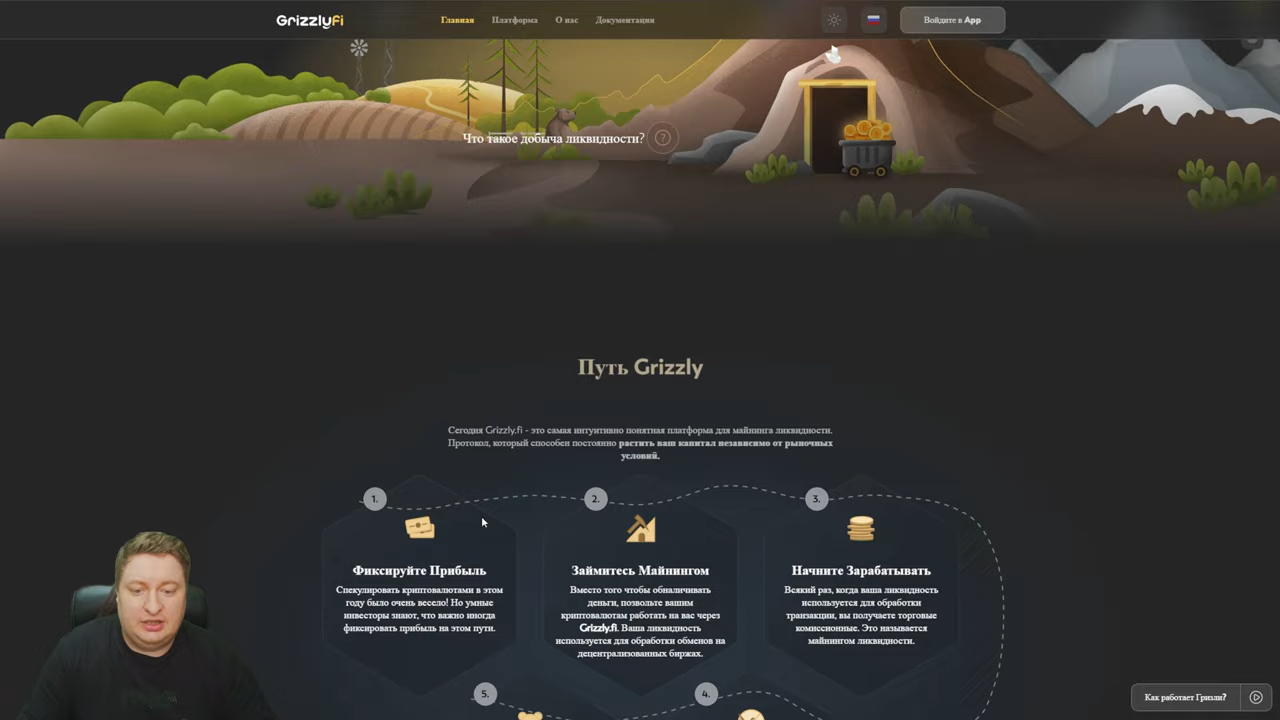 GrizzlyFi
Главная
Платформа
О нас
Документация
Войдите в App
Что такое добыча ликвидности?
?
Путь Grizzly
Сегодня Grizzly.fi - это самая интуитивно понятная платформа для майнинга ликвидности.
Протокол, который способен постоянно растить ваш капитал независимо от рыночных
условий.
1.
2.
3.
Фиксируйте Прибыль
Спекулировать криптовалютами в этом
году было очень весело! Но умные
инвесторы знают, что важно иногда
фиксировать прибыль на этом пути.
Займитесь Майнингом
Вместо того чтобы обналичивать
деньги, позвольте вашим
криптовалютам работать на вас через
Grizzly.fi. Ваша ликвидность
используется для обработки обменов на
децентрализованных биржах.
Начните Зарабатывать
Всякий раз, когда ваша ликвидность
используется для обработки
транзакции, вы получаете торговые
комиссионные. Это называется
майнингом ликвидности.
5.
4.
Как работает Гризли?